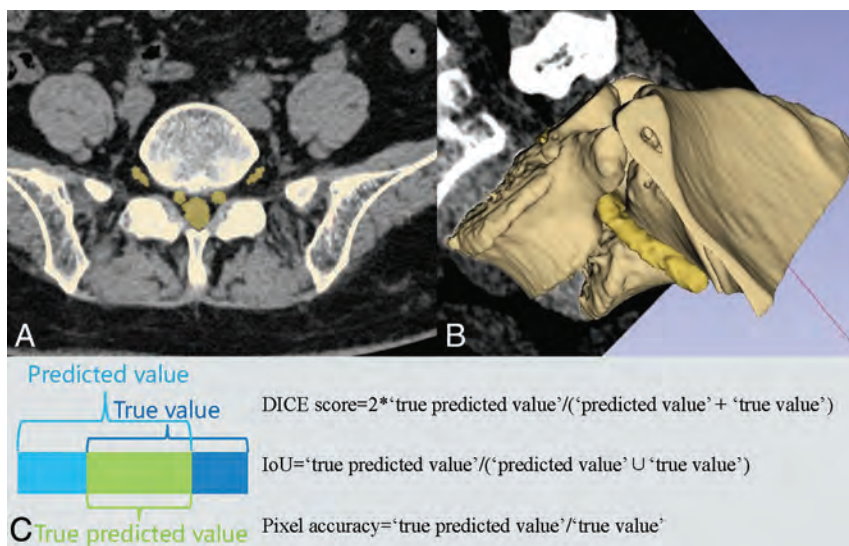 A
B
Predicted value
True value
True predicted value
C
DICE score=2*‘true predicted value’/(‘predicted value’ + ‘true value’)
IoU=‘true predicted value’/(‘predicted value’ ∪ ‘true value’)
Pixel accuracy=‘true predicted value’/‘true value’